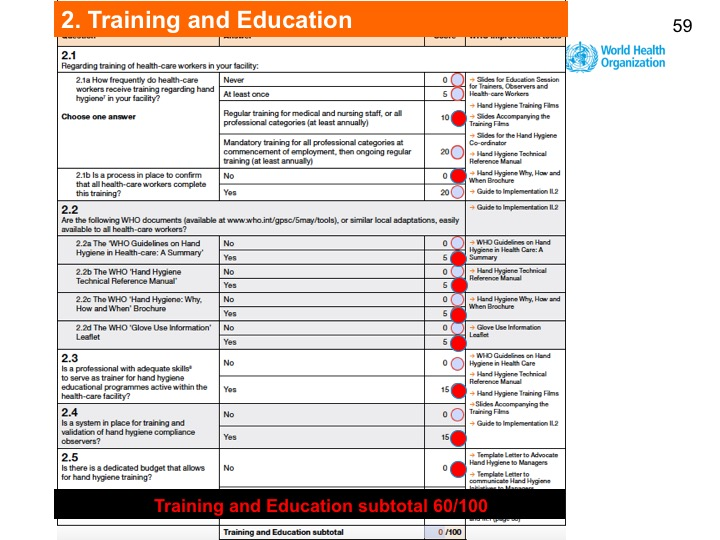 2. Training and Education
59
World Health
Organization
2.1
Regarding training of health-care workers in your facility:
2.1a How frequently do health-care
workers receive training regarding hand
hygiene⁷ in your facility?
Choose one answer
Never
0
At least once
5
Regular training for medical and nursing staff, or all
professional categories (at least annually)
10
Mandatory training for all professional categories at
commencement of employment, then ongoing regular
training (at least annually)
20
→ Slides for Education Session
for Trainers, Observers and
Health-care Workers
→ Hand Hygiene Training Films
→ Slides Accompanying the
Training Films
→ Slides for the Hand Hygiene
Co-ordinator
→ Hand Hygiene Technical
Reference Manual
→ Hand Hygiene Why, How and
When Brochure
→ Guide to Implementation II.2
2.1b Is a process in place to confirm
that all health-care workers complete
this training?
No
0
Yes
20
2.2
Are the following WHO documents (available at www.who.int/gpsc/5may/tools), or similar local adaptations, easily
available to all health-care workers?
→ Guide to Implementation II.2
2.2a The 'WHO Guidelines on Hand
Hygiene in Health-care: A Summary'
No
0
Yes
5
→ WHO Guidelines on Hand
Hygiene in Health Care: A
Summary
2.2b The WHO 'Hand Hygiene
Technical Reference Manual'
No
0
Yes
5
→ Hand Hygiene Technical
Reference Manual
2.2c The WHO 'Hand Hygiene: Why,
How and When' Brochure
No
0
Yes
5
→ Hand Hygiene Why, How and
When Brochure
2.2d The WHO 'Glove Use Information'
Leaflet
No
0
Yes
5
→ Glove Use Information
Leaflet
2.3
Is a professional with adequate skills⁸
to serve as trainer for hand hygiene
educational programmes active within the
health-care facility?
No
0
Yes
15
→ WHO Guidelines on Hand
Hygiene in Health Care
→ Hand Hygiene Technical
Reference Manual
→ Hand Hygiene Training Films
→ Slides Accompanying the
Training Films
→ Guide to Implementation II.2
2.4
Is a system in place for training and
validation of hand hygiene compliance
observers?
No
0
Yes
15
2.5
Is there is a dedicated budget that allows
for hand hygiene training?
No
0
→ Template Letter to Advocate
Hand Hygiene to Managers
→ Template Letter to
communicate Hand Hygiene
Initiatives to Managers
Training and Education subtotal 60/100
Training and Education subtotal
0 /100